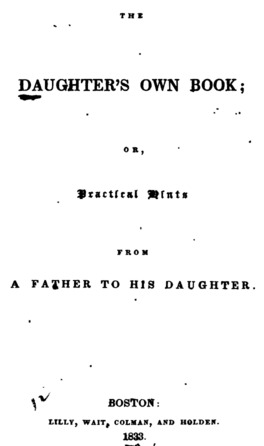 THE
DAUGHTER'S OWN BOOK;
OR,
Practical Hints
FROM
A FATHER TO HIS DAUGHTER.
BOSTON:
LILLY, WAIT, COLMAN, AND HOLDEN.
1833.